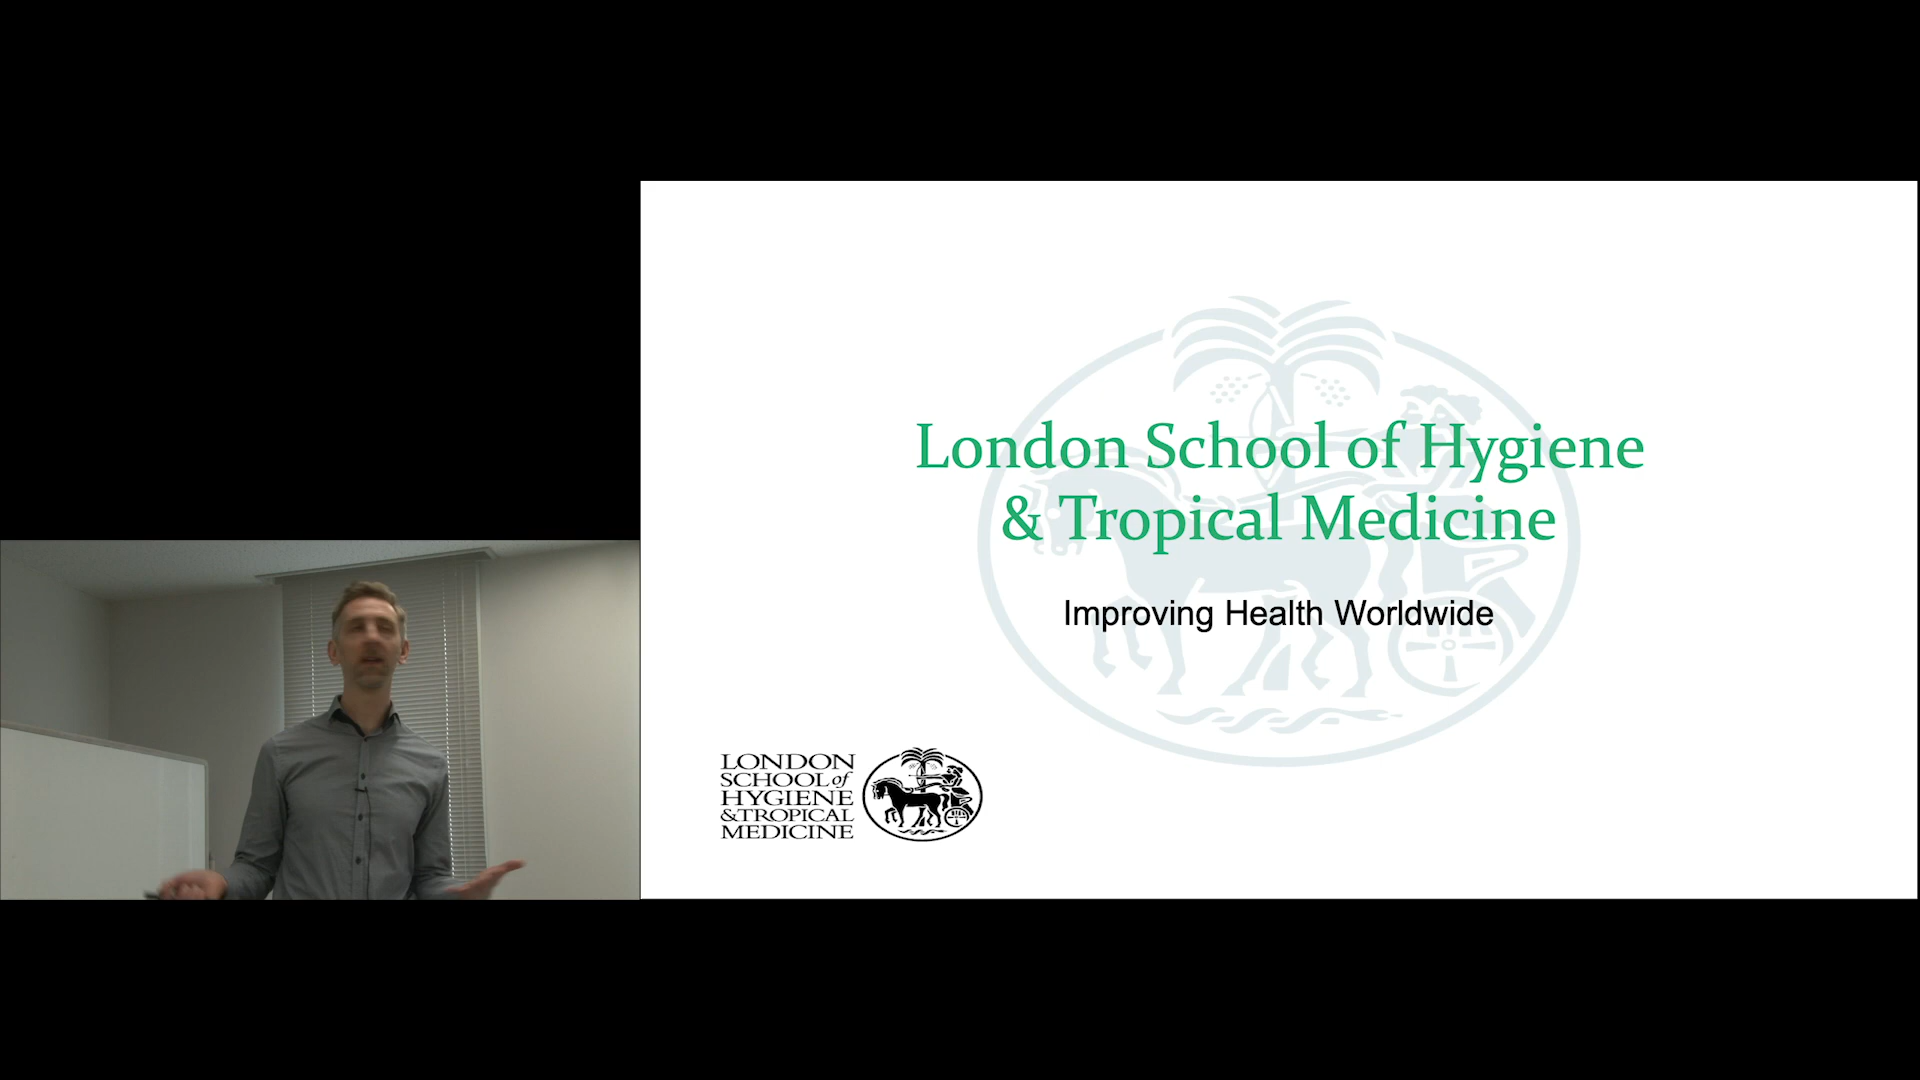 London School of Hygiene
& Tropical Medicine
Improving Health Worldwide
LONDON
SCHOOL of
HYGIENE
&TROPICAL
MEDICINE